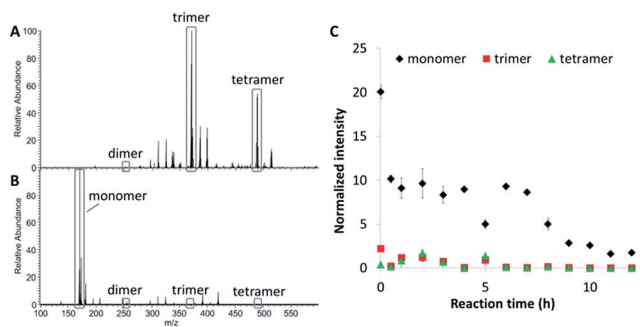 A
trimer
100
80
60
40
20
0
Relative Abundance
dimer
tetramer
B
80
60
40
20
0
Relative Abundance
monomer
dimer
trimer
tetramer
100 150 200 250 300 350 400 450 500 550
m/z
C
monomer trimer tetramer
25
20
15
10
5
0
Normalized intensity
0 5 10
Reaction time (h)